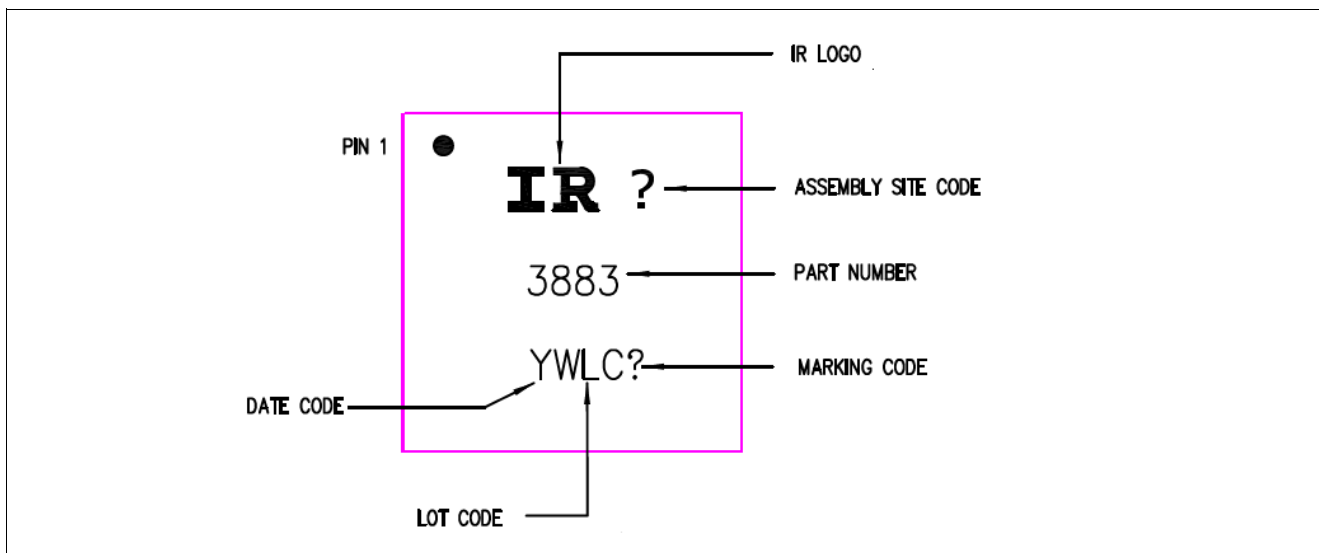 IR LOGO
PIN 1
IR ?
ASSEMBLY SITE CODE
3883
PART NUMBER
YWLC?
MARKING CODE
DATE CODE
LOT CODE